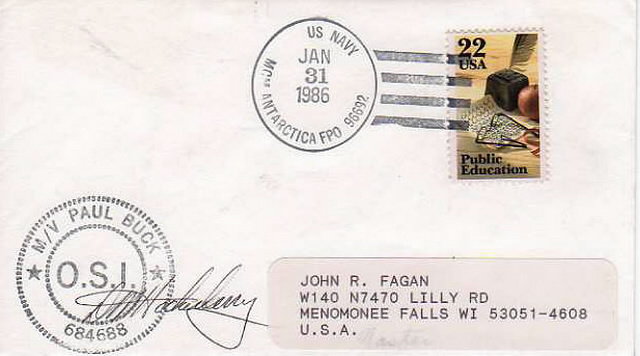 US NAVY
JAN
31
1986
ANTARCTICA FPO 96692
22
USA
Public
Education
M/V PAUL BUCK
O.S.I.
684688
JOHN R. FAGAN
W140 N7470 LILLY RD
MENOMONEE FALLS WI 53051-4608
U.S.A.
Master